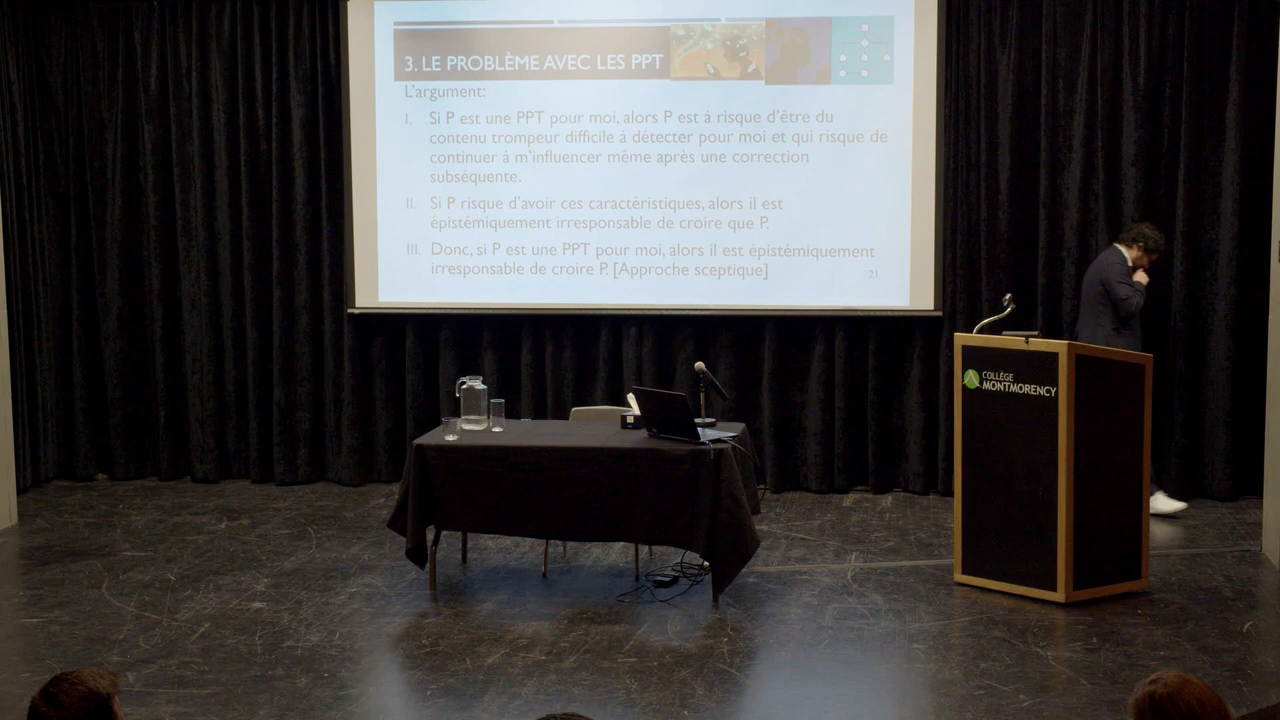 3. LE PROBLÈME AVEC LES PPT
L'argument:
I. Si P est une PPT pour moi, alors P est à risque d'être du
contenu trompeur difficile à détecter pour moi et qui risque de
continuer à m'influencer même après une correction
subséquente.
II. Si P risque d'avoir ces caractéristiques, alors il est
épistémiquement irresponsable de croire que P.
III. Donc, si P est une PPT pour moi, alors il est épistémiquement
irresponsable de croire P. [Approche sceptique]
21
COLLÈGE
MONTMORENCY